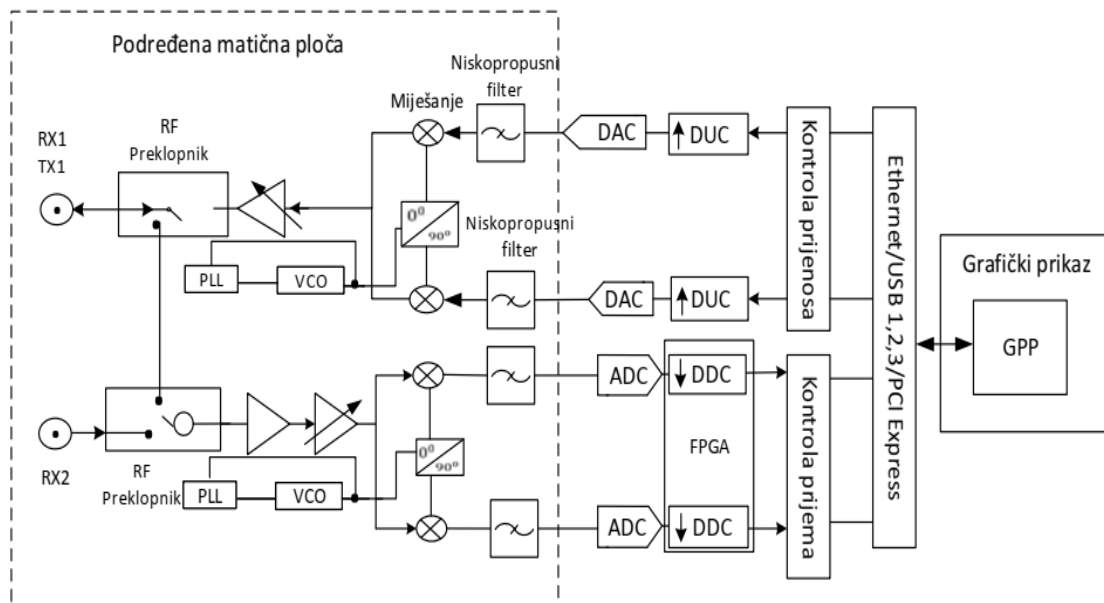 Podređena matična ploča
Niskopropusni
filter
Miješanje
RX1
TX1
RF
Preklopnik
DAC
↑ DUC
0⁰
90⁰
PLL
VCO
Niskopropusni
filter
DAC
↑ DUC
Kontrola prijenosa
Ethernet/USB 1,2,3/PCI Express
Grafički prikaz
GPP
RX2
RF
Preklopnik
PLL
VCO
0⁰
90⁰
ADC
↓ DDC
FPGA
ADC
↓ DDC
Kontrola prijema